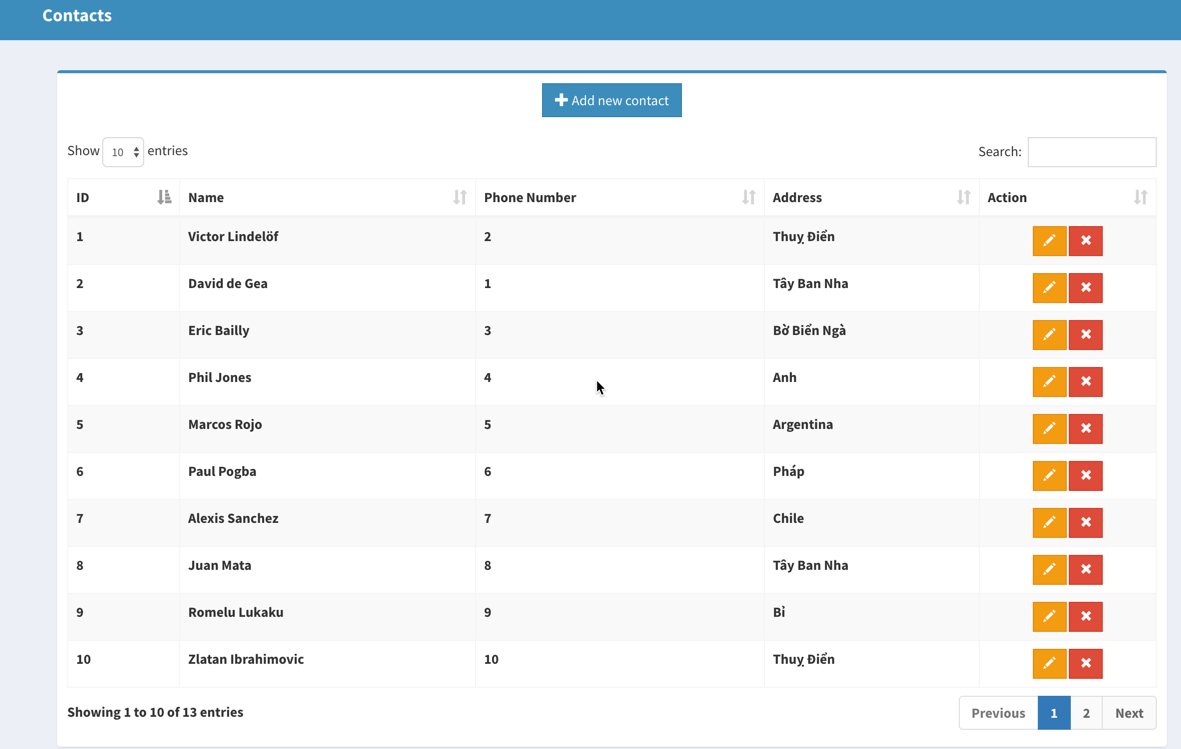 Contacts
Add new contact
Show 10 entries
Search:
ID Name Phone Number Address Action
1 Victor Lindelöf 2 Thuỵ Điển
2 David de Gea 1 Tây Ban Nha
3 Eric Bailly 3 Bờ Biển Ngà
4 Phil Jones 4 Anh
5 Marcos Rojo 5 Argentina
6 Paul Pogba 6 Pháp
7 Alexis Sanchez 7 Chile
8 Juan Mata 8 Tây Ban Nha
9 Romelu Lukaku 9 Bỉ
10 Zlatan Ibrahimovic 10 Thuỵ Điển
Showing 1 to 10 of 13 entries
Previous 1 2 Next